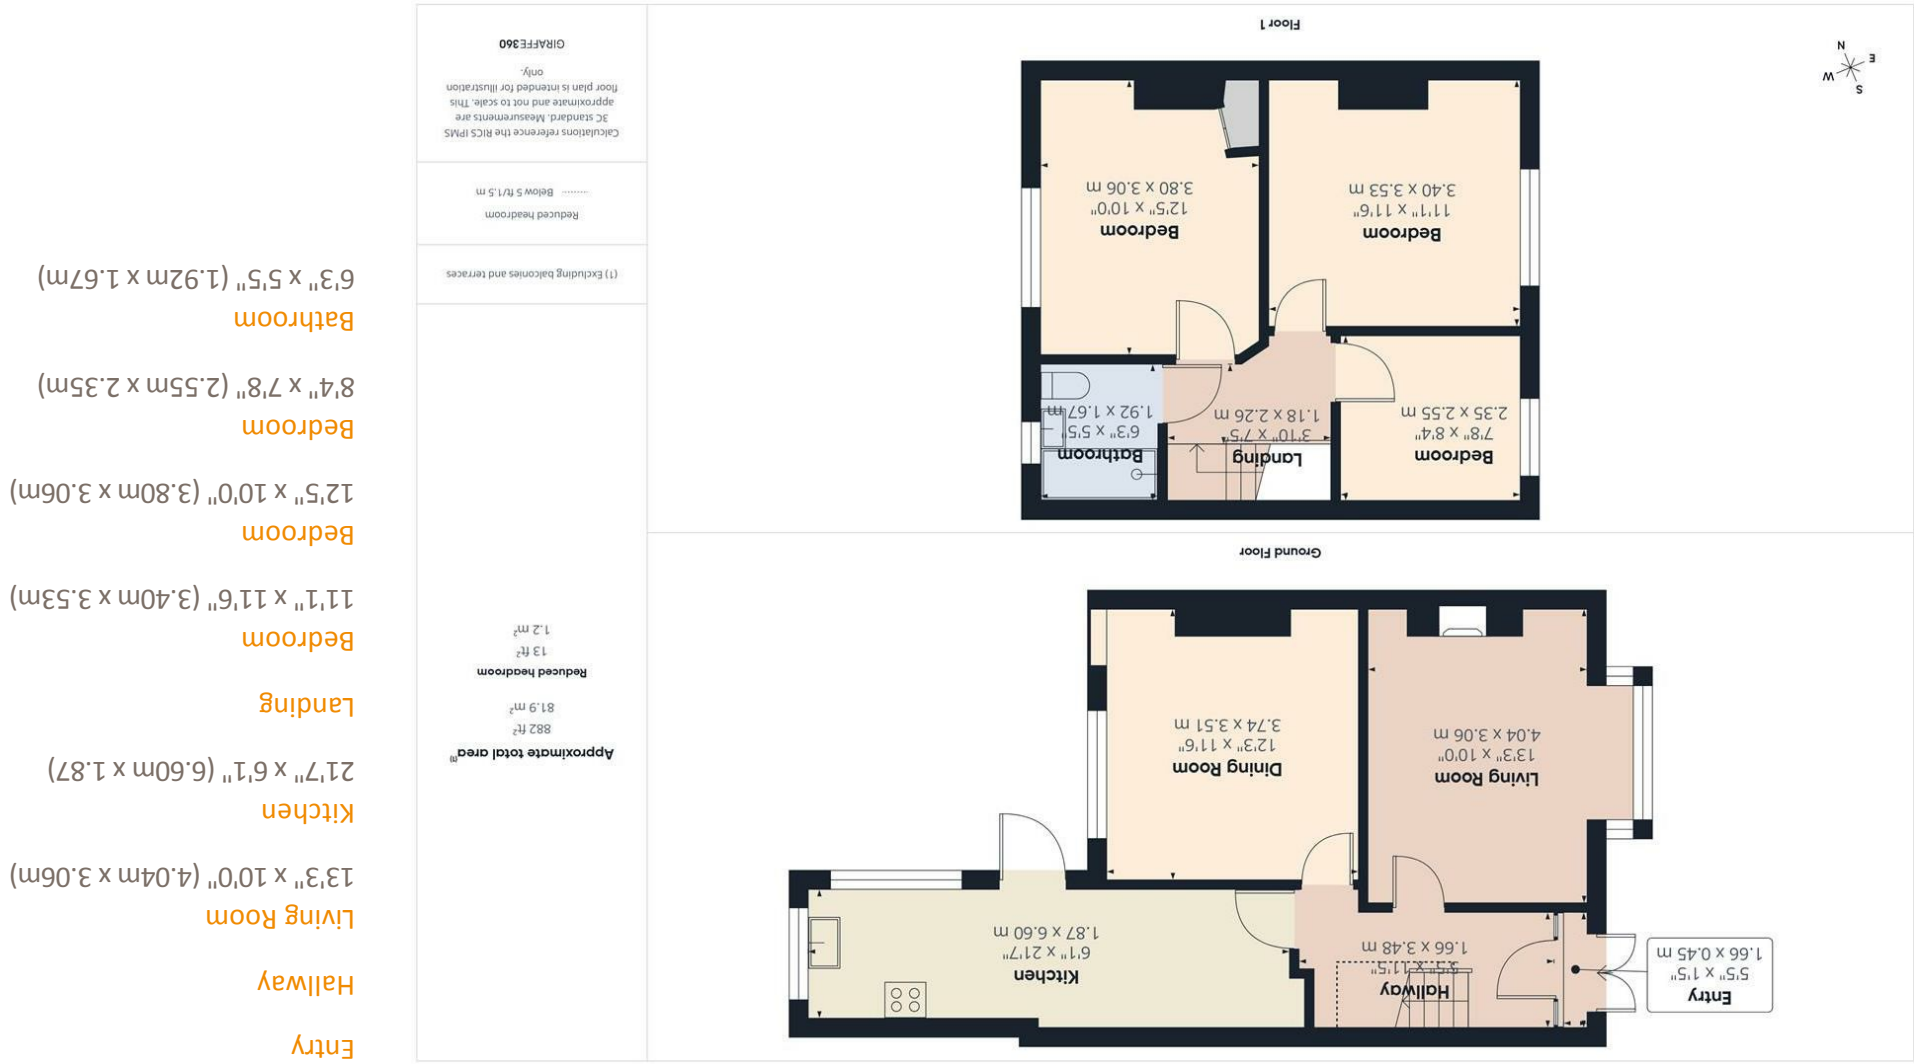 Entry
5'5" x 1'5"
1.66 x 0.45 m
Hallway
5'5" x 11'5"
1.66 x 3.48 m
Kitchen
6'1" x 21'7"
1.87 x 6.60 m
Living Room
13'3" x 10'0"
4.04 x 3.06 m
Dining Room
12'3" x 11'6"
3.74 x 3.51 m
Ground Floor
Bedroom
7'8" x 8'4"
2.35 x 2.55 m
Landing
3'10" x 7'5"
1.18 x 2.26 m
Bathroom
6'3" x 5'5"
1.92 x 1.67 m
Bedroom
11'1" x 11'6"
3.40 x 3.53 m
Bedroom
12'5" x 10'0"
3.80 x 3.06 m
Floor 1
S
E
W
N
Approximate total area(1)
882 ft²
81.9 m²
Reduced headroom
13 ft²
1.2 m²
(1) Excluding balconies and terraces
Reduced headroom
........ Below 5 ft/1.5 m
Calculations reference the RICS IPMS
3C standard. Measurements are
approximate and not to scale. This
floor plan is intended for illustration
only.
GIRAFFE360
Entry
Hallway
Living Room
13'3" x 10'0" (4.04m x 3.06m)
Kitchen
21'7" x 6'1" (6.60m x 1.87)
Landing
Bedroom
11'1" x 11'6" (3.40m x 3.53m)
Bedroom
12'5" x 10'0" (3.80m x 3.06m)
Bedroom
8'4" x 7'8" (2.55m x 2.35m)
Bathroom
6'3" x 5'5" (1.92m x 1.67m)